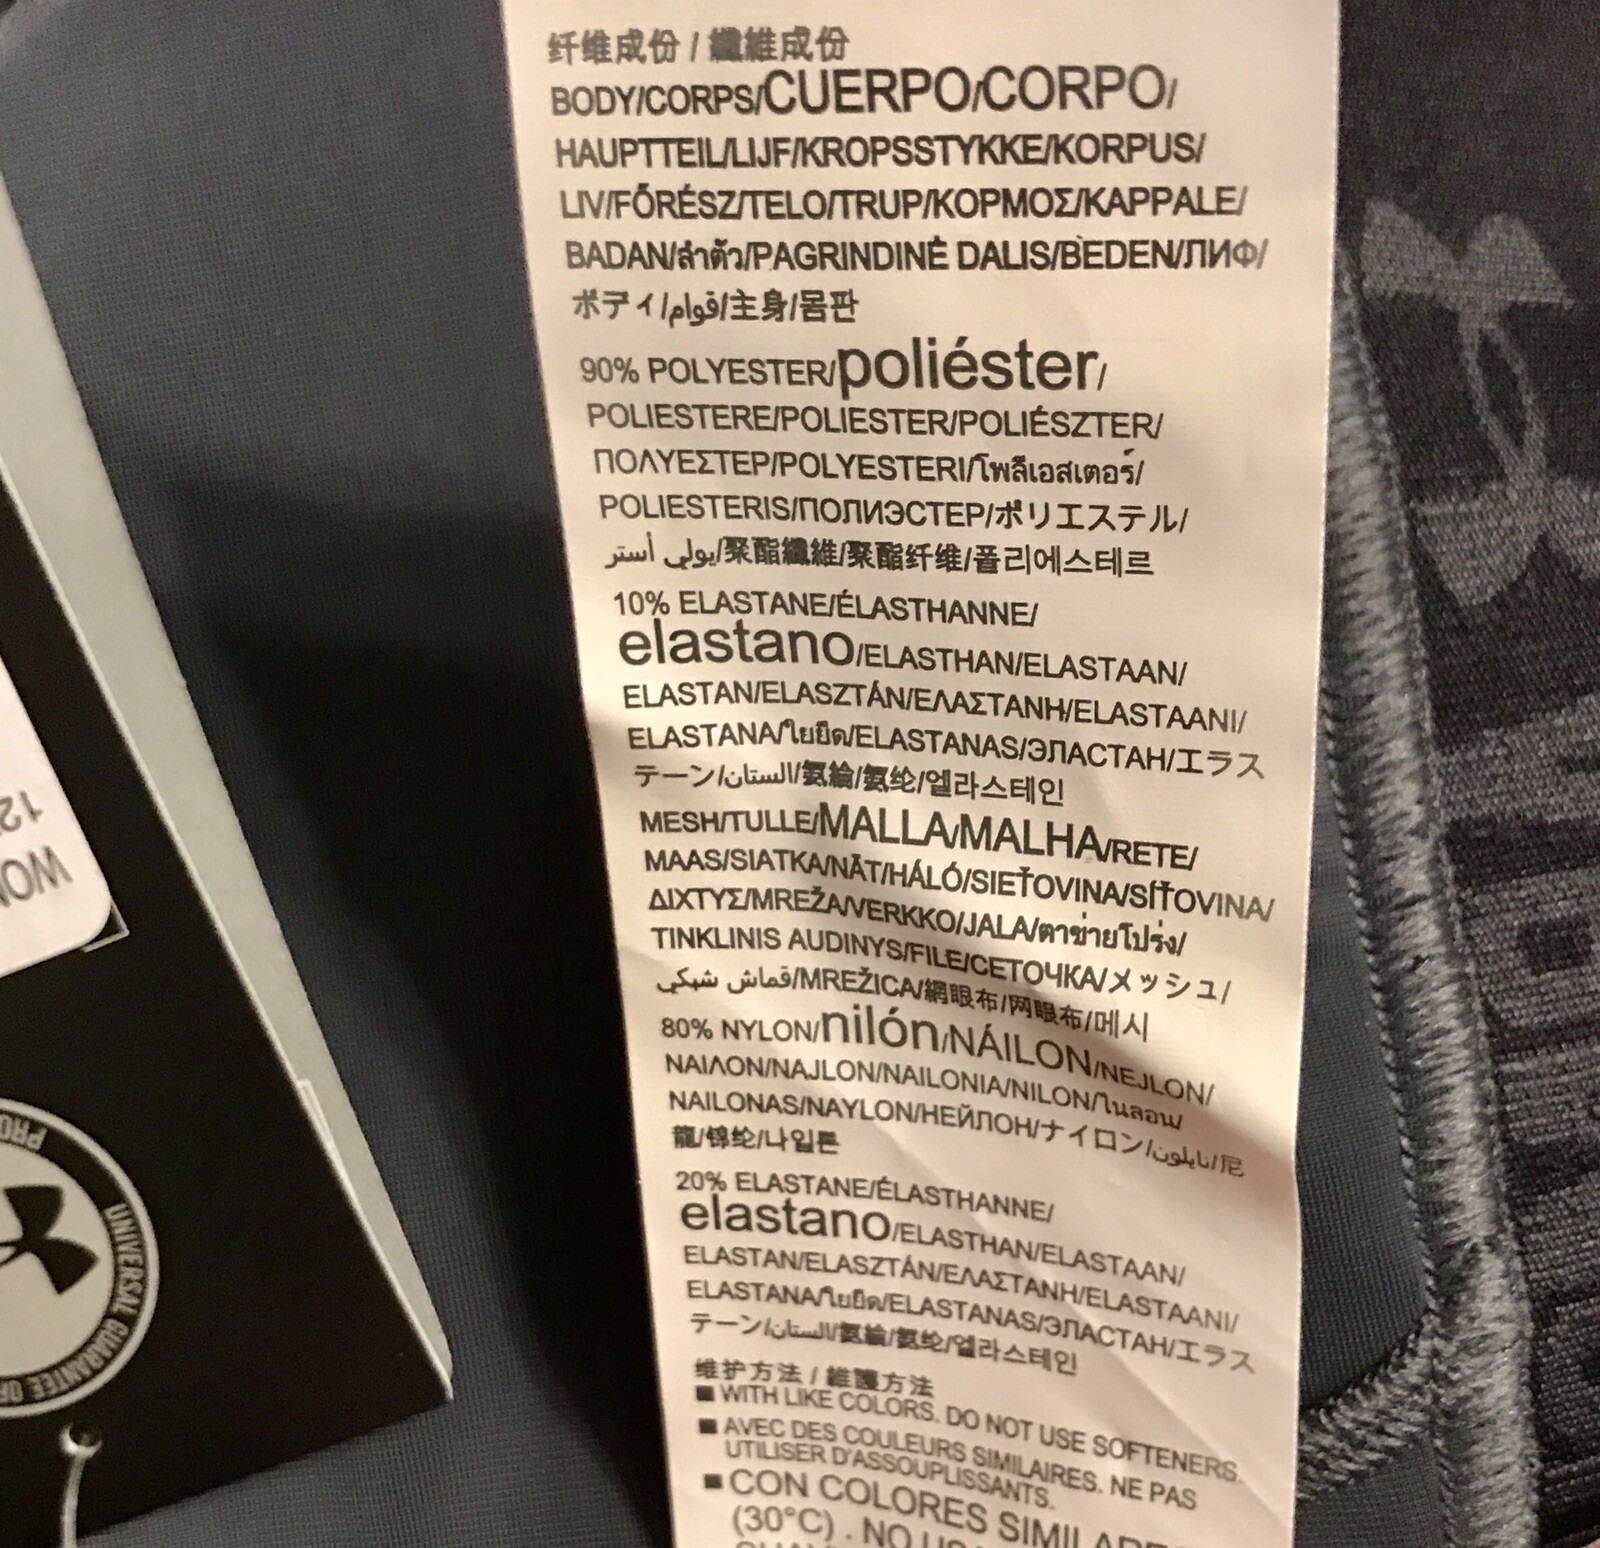 纤维成份 / 纖維成份
BODY/CORPS/CUERPO/CORPO/
HAUPTTEIL/LIJF/KROPSSTYKKE/KORPUS/
LIV/FŐRÉSZ/TELO/TRUP/ΚΟΡΜΟΣ/KAPPALE/
BADAN/ลำตัว/PAGRINDINĖ DALIS/BEDEN/ЛИФ/
ボディ/قوام/主身/몸판
90% POLYESTER/poliéster/
POLIESTERE/POLIESTER/POLIÉSZTER/
ΠΟΛΥΕΣΤΕΡ/POLYESTERI/โพลีเอสเตอร์/
POLIESTERIS/ПОЛИЭСТЕР/ポリエステル/
يولي أستر/聚酯纖維/聚酯纤维/폴리에스테르
10% ELASTANE/ÉLASTHANNE/
elastano/ELASTHAN/ELASTAAN/
ELASTAN/ELASZTÁN/ΕΛΑΣΤΑΝΗ/ELASTAANI/
ELASTANA/ใยยืด/ELASTANAS/ЭЛАСТАН/エラス
テーン/الستان/氨綸/氨纶/엘라스테인
MESH/TULLE/MALLA/MALHA/RETE/
MAAS/SIATKA/NÄT/HÁLÓ/SIEŤOVINA/SÍŤOVINA/
ΔΙΧΤΥΣ/MREŽA/VERKKO/JALA/ตาข่ายโปร่ง/
TINKLINIS AUDINYS/FILE/СЕТОЧКА/メッシュ/
قماش شبكي/MREŽICA/網眼布/网眼布/메시
80% NYLON/nilón/NÁILON/NEJLON/
ΝΑΙΛΟΝ/NAJLON/NAILONIA/NILON/ไนลอน/
NAILONAS/NAYLON/НЕЙЛОН/ナイロン/نايلون/尼
龍/锦纶/나일론
20% ELASTANE/ÉLASTHANNE/
elastano/ELASTHAN/ELASTAAN/
ELASTAN/ELASZTÁN/ΕΛΑΣΤΑΝΗ/ELASTAANI/
ELASTANA/ใยยืด/ELASTANAS/ЭЛАСТАН/エラス
テーン/الستان/氨綸/氨纶/엘라스테인
维护方法 / 維護方法
■ WITH LIKE COLORS. DO NOT USE SOFTENERS.
■ AVEC DES COULEURS SIMILAIRES. NE PAS
UTILISER D'ASSOUPLISSANTS.
■ CON COLORES
(30°C) . NO
UNIVERSAL GUARANTEE OF
12